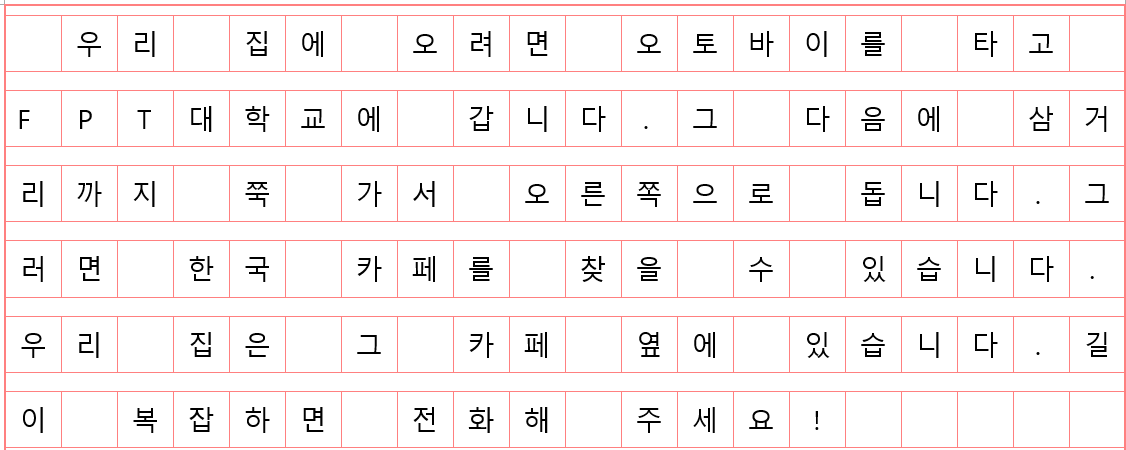 우리 집에 오려면 오토바이를 타고
FPT대학교에 갑니다.그 다음에 삼거
리까지 쭉 가서 오른쪽으로 돕니다.그
러면 한국 카페를 찾을 수 있습니다.
우리 집은 그 카페 옆에 있습니다.길
이 복잡하면 전화해 주세요!